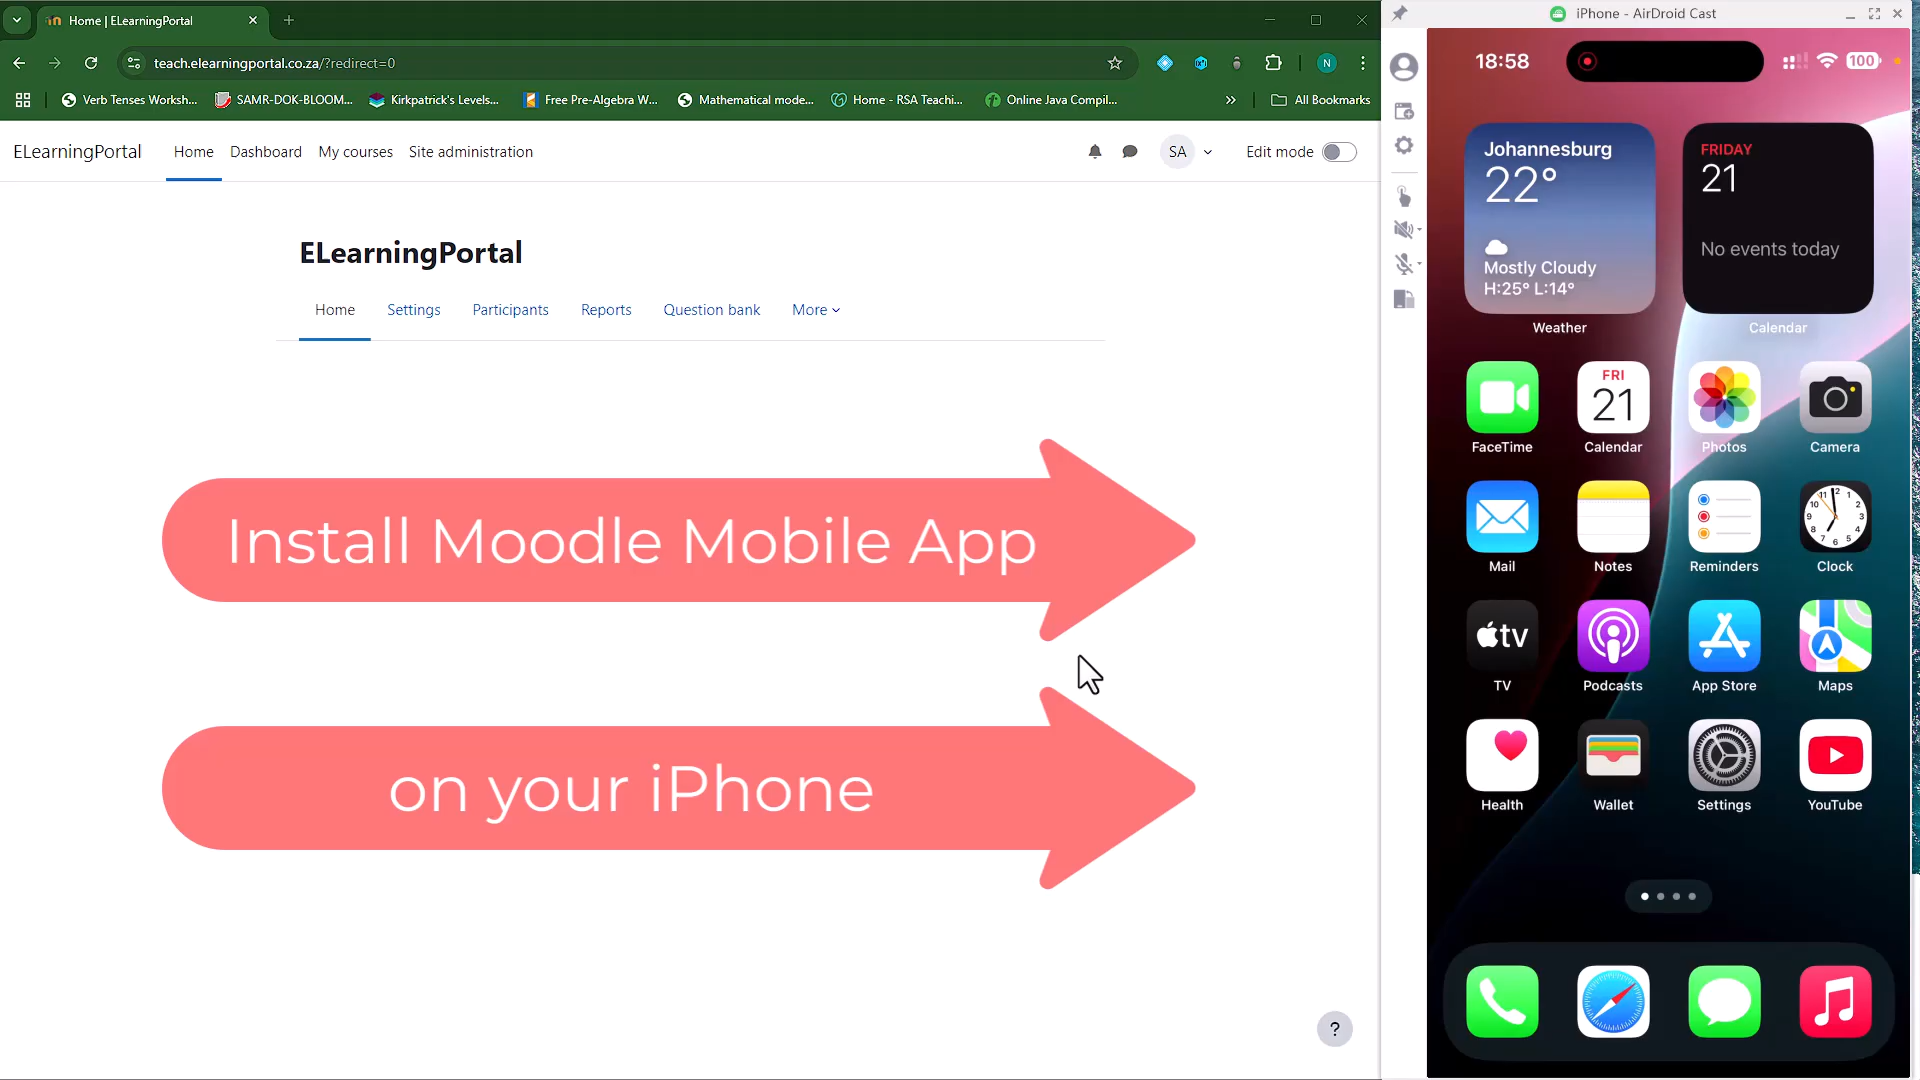 Home | ELearningPortal
teach.elearningportal.co.za/?redirect=0
N
Verb Tenses Worksh...
SAMR-DOK-BLOOM...
Kirkpatrick's Levels...
Free Pre-Algebra W...
Mathematical mode...
Home - RSA Teachi...
Online Java Compil...
All Bookmarks
ELearningPortal
Home
Dashboard
My courses
Site administration
SA
Edit mode
ELearningPortal
Home
Settings
Participants
Reports
Question bank
More
Install Moodle Mobile App
on your iPhone
?
iPhone - AirDroid Cast
18:58
100
Johannesburg
22°
Mostly Cloudy
H:25° L:14°
Weather
FRIDAY
21
No events today
Calendar
FaceTime
FRI
21
Calendar
Photos
Camera
Mail
Notes
Reminders
Clock
tv
TV
Podcasts
App Store
Maps
Health
Wallet
Settings
YouTube